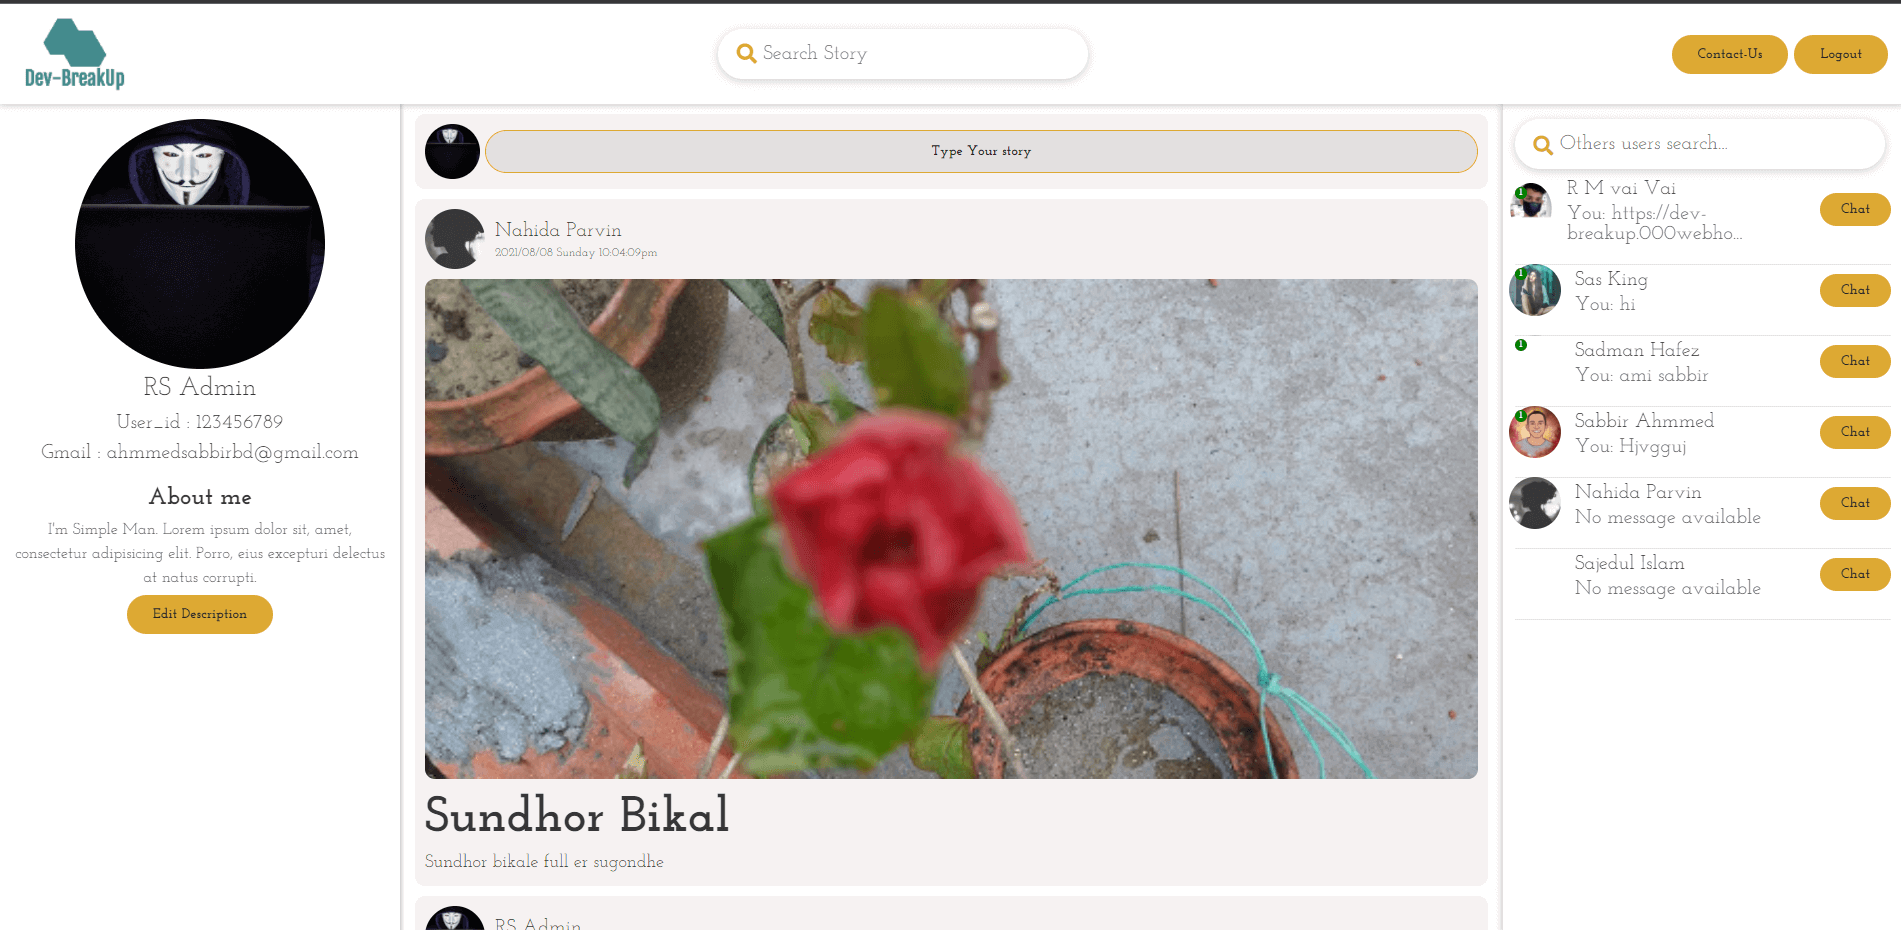 Dev-BreakUp
Search Story
Contact-Us
Logout
RS Admin
User_id : 123456789
Gmail : ahmmedsabbirbd@gmail.com
About me
I'm Simple Man. Lorem ipsum dolor sit, amet,
consectetur adipisicing elit. Porro, eius excepturi delectus
at natus corrupti.
Edit Description
Type Your story
Nahida Parvin
2021/08/08 Sunday 10:04:09pm
Sundhor Bikal
Sundhor bikale full er sugondhe
RS Admin
Others users search...
1
R M vai Vai
You: https://dev-
breakup.000webho...
Chat
1
Sas King
You: hi
Chat
1
Sadman Hafez
You: ami sabbir
Chat
1
Sabbir Ahmmed
You: Hjvgguj
Chat
Nahida Parvin
No message available
Chat
Sajedul Islam
No message available
Chat